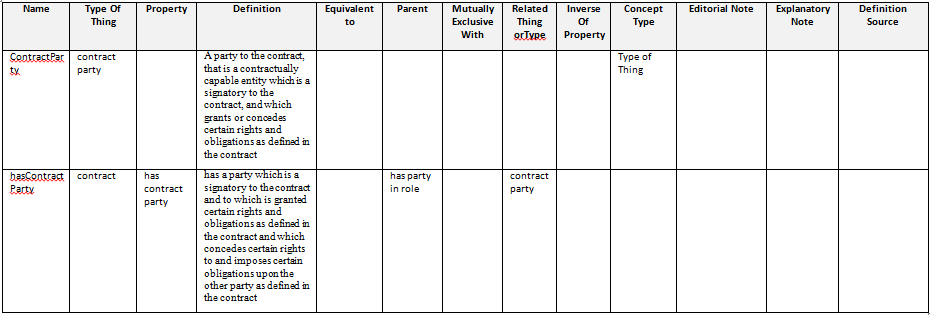 Name
Type Of
Thing
Property
Definition
Equivalent
to
Parent
Mutually
Exclusive
With
Related
Thing
orType
Inverse
Of
Property
Concept
Type
Editorial Note
Explanatory
Note
Definition
Source
ContractPar
ty
contract
party
A party to the contract,
that is a contractually
capable entity which is a
signatory to the
contract, and which
grants or concedes
certain rights and
obligations as defined in
the contract
Type of
Thing
hasContract
Party
contract
has
contract
party
has a party which is a
signatory to the contract
and to which is granted
certain rights and
obligations as defined in
the contract and which
concedes certain rights
to and imposes certain
obligations upon the
other party as defined in
the contract
has party
in role
contract
party